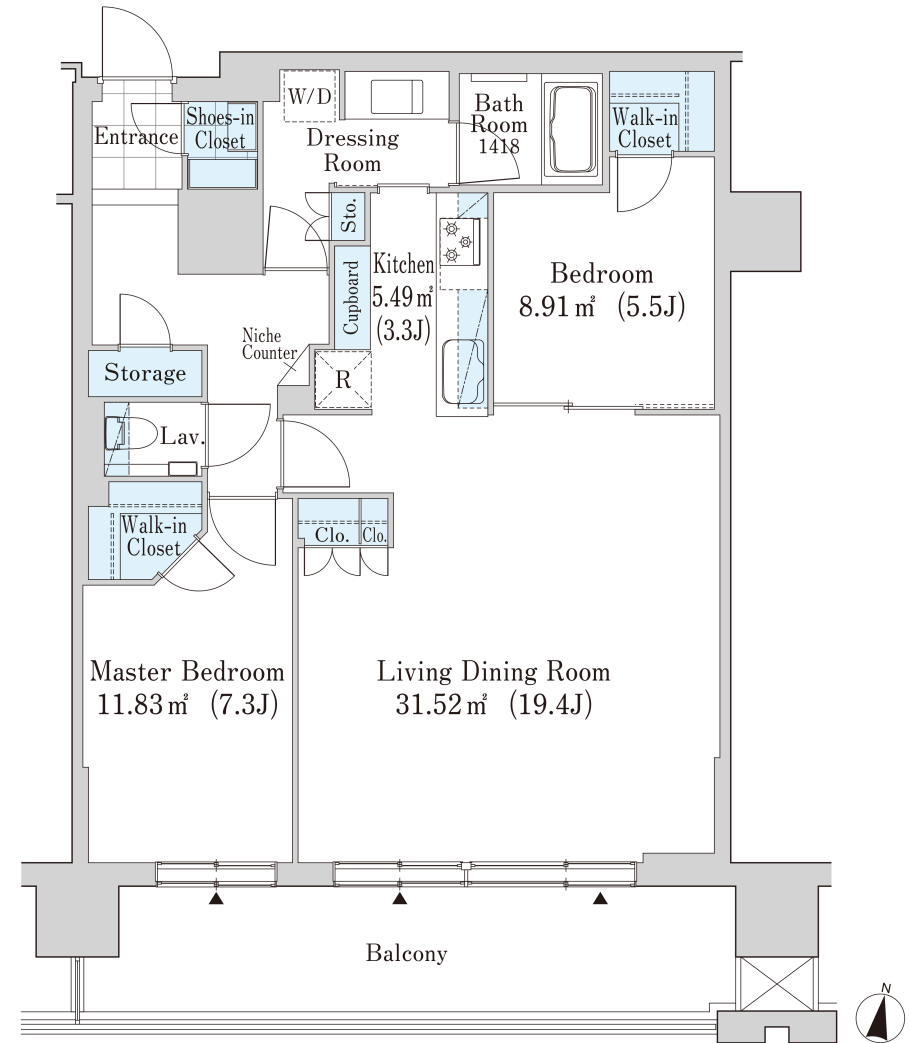 W/D
Bath
Room
1418
Entrance
Shoes-in
Closet
Dressing
Room
Walk-in
Closet
Sto.
Kitchen
5.49㎡
(3.3J)
Cupboard
Bedroom
8.91㎡ (5.5J)
Niche
Counter
R
Storage
Lav.
Walk-in
Closet
Clo.
Clo.
Master Bedroom
11.83㎡ (7.3J)
Living Dining Room
31.52㎡ (19.4J)
Balcony
N